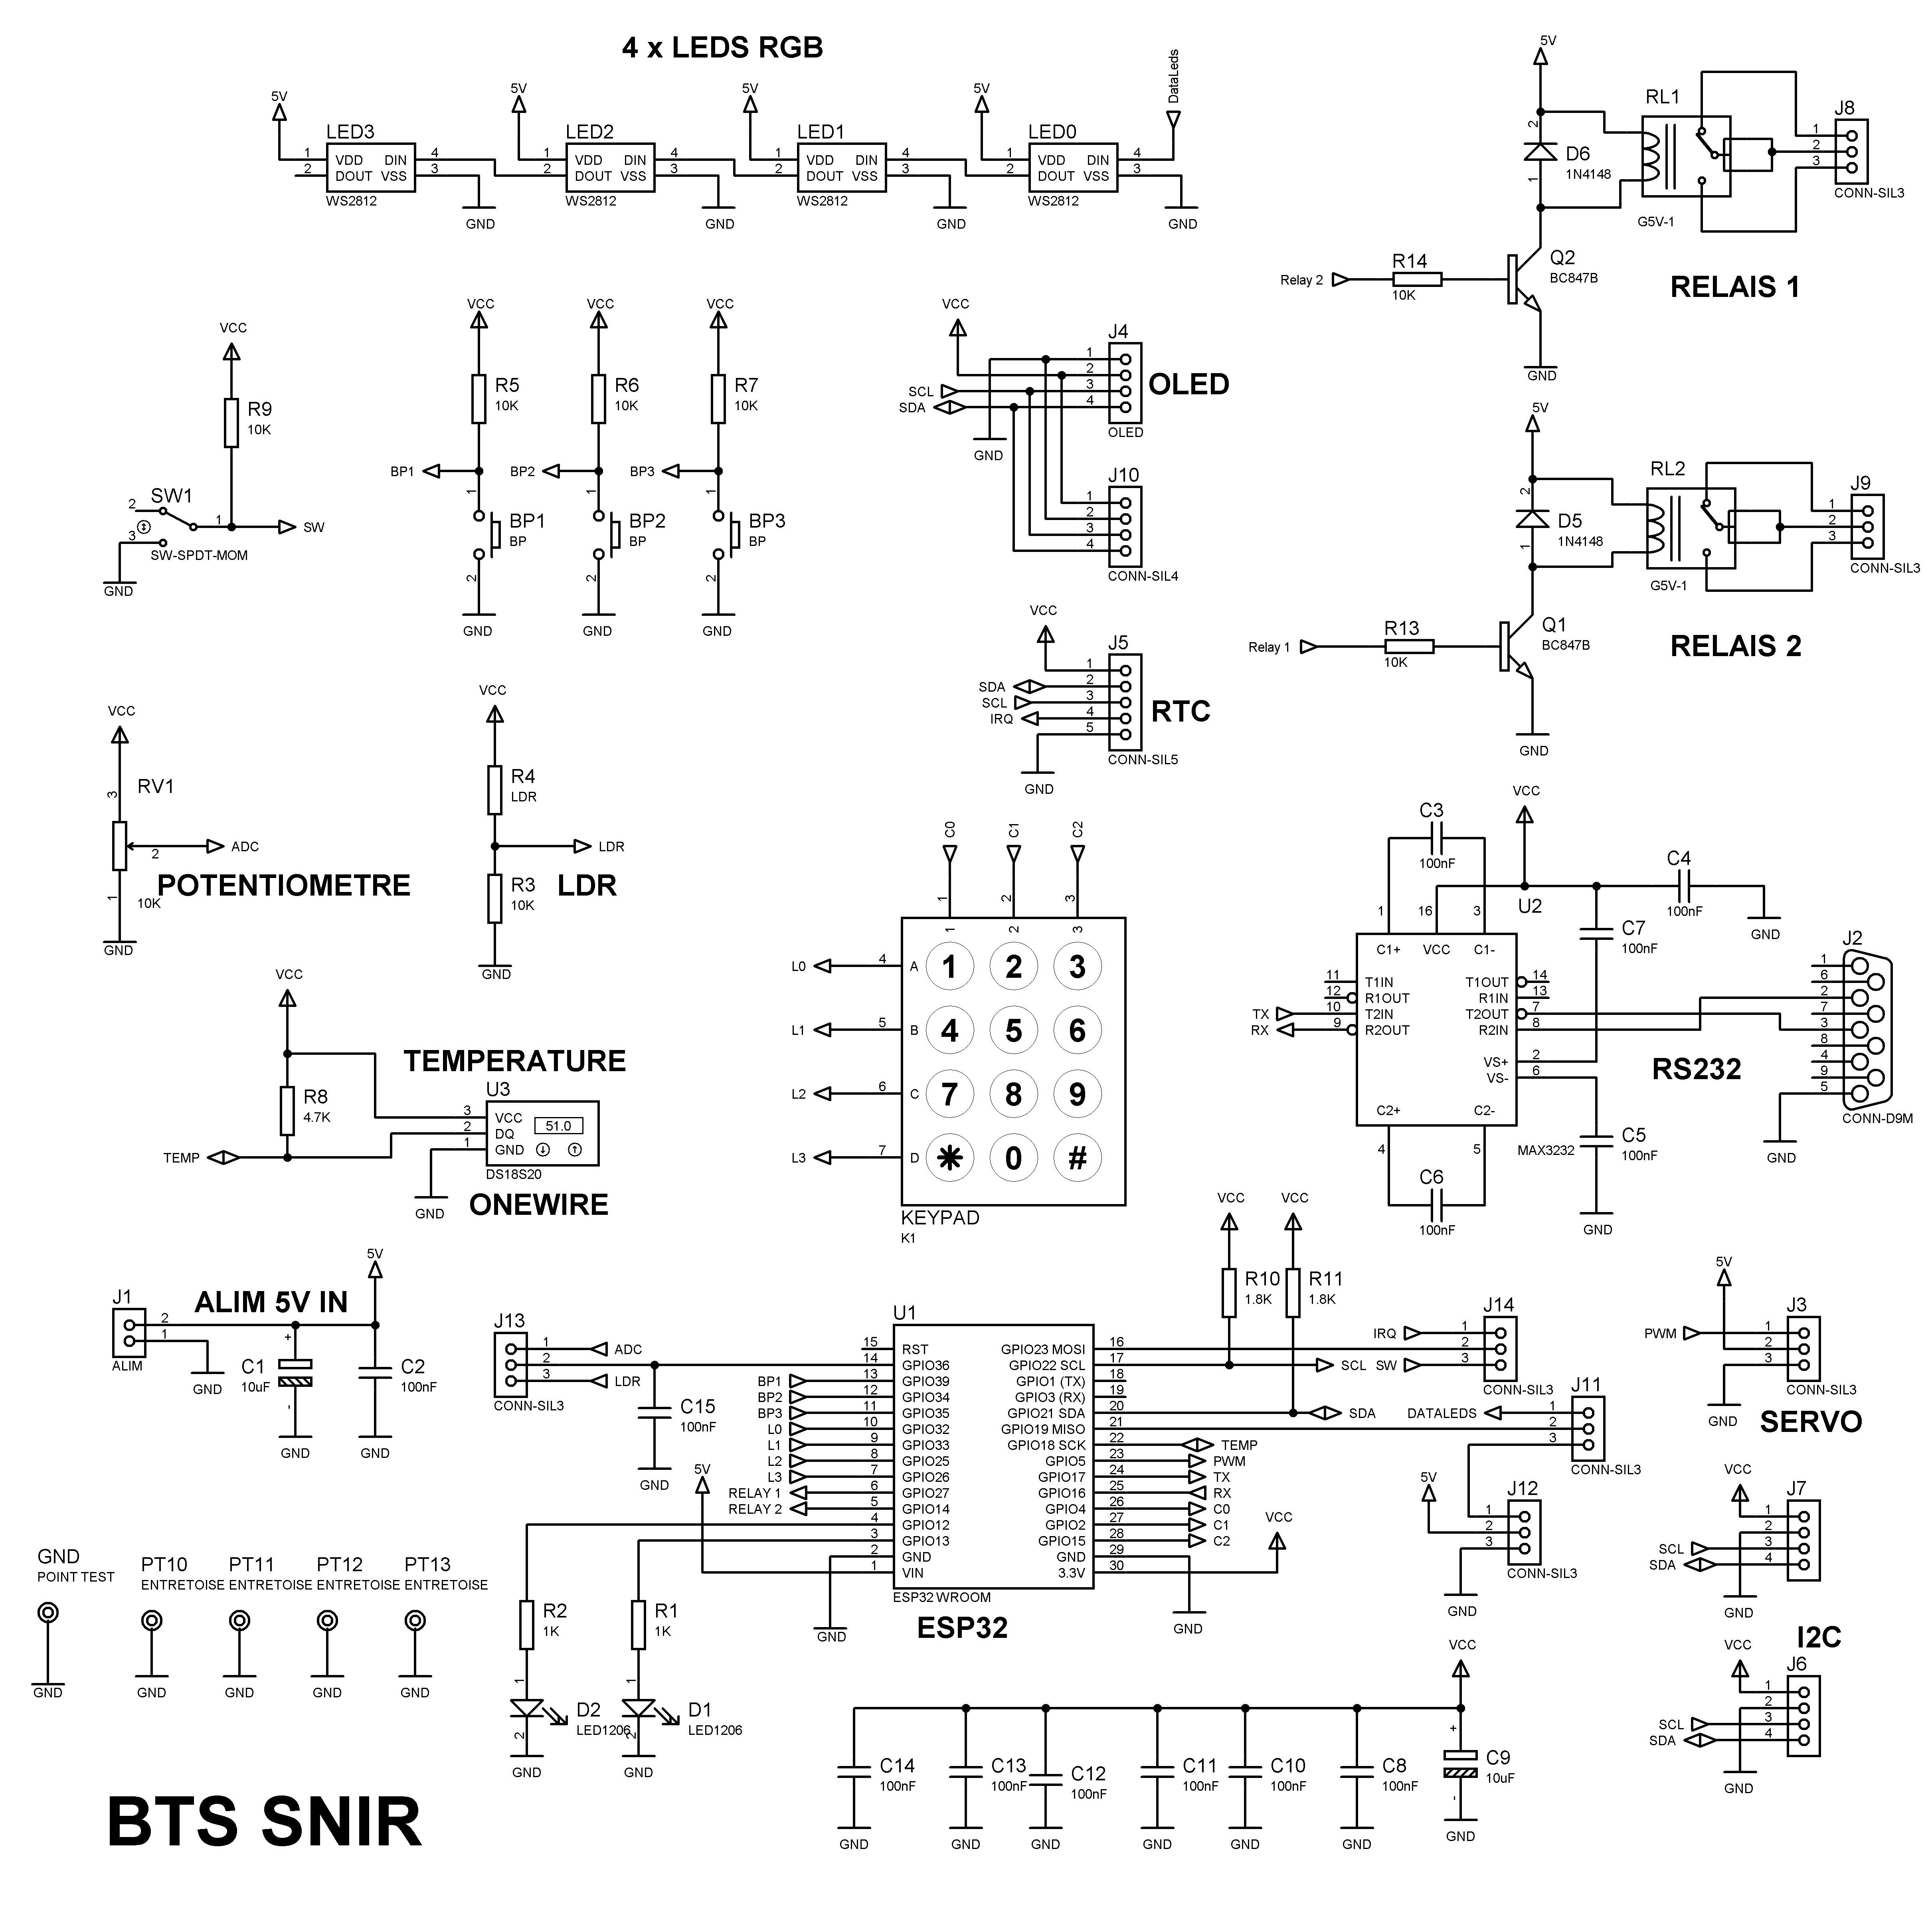 4 x LEDS RGB
5V
LED3
1 VDD DIN 4
2 DOUT VSS 3
WS2812
GND
5V
LED2
1 VDD DIN 4
2 DOUT VSS 3
WS2812
GND
5V
LED1
1 VDD DIN 4
2 DOUT VSS 3
WS2812
GND
5V
LED0
1 VDD DIN 4
2 DOUT VSS 3
WS2812
GND
DataLeds
5V
RL1
J8
2
D6
1N4148
1
1
2
3
CONN-SIL3
G5V-1
Q2
BC847B
Relay 2
R14
10K
GND
RELAIS 1
VCC
R9
10K
SW1
2
1
3
SW
SW-SPDT-MOM
GND
VCC
R5
10K
BP1
1
BP1
BP
2
GND
VCC
R6
10K
BP2
1
BP2
BP
2
GND
VCC
R7
10K
BP3
1
BP3
BP
2
GND
VCC
J4
1
2
SCL 3
SDA 4
OLED
OLED
GND
J10
1
2
3
4
CONN-SIL4
5V
RL2
J9
2
D5
1N4148
1
1
2
3
CONN-SIL3
G5V-1
Q1
BC847B
Relay 1
R13
10K
GND
RELAIS 2
VCC
J5
1
SDA 2
SCL 3
IRQ 4
5
RTC
CONN-SIL5
GND
VCC
3
RV1
2
ADC
POTENTIOMETRE
1
10K
GND
VCC
R4
LDR
LDR
R3
10K
LDR
GND
VCC
TEMPERATURE
R8
4.7K
U3
3 VCC
2 DQ
1 GND
51.0
TEMP
DS18S20
GND
ONEWIRE
C0
C1
C2
1
2
3
1
2
3
L0 4 A 1 2 3
L1 5 B 4 5 6
L2 6 C 7 8 9
L3 7 D * 0 #
KEYPAD
K1
VCC
C3
100nF
C4
100nF
GND
U2
1 16 3
C7
100nF
C1+ VCC C1-
11 T1IN T1OUT 14
12 R1OUT R1IN 13
TX 10 T2IN T2OUT 7
RX 9 R2OUT R2IN 8
VS+ 2
VS- 6
C2+ C2-
4 5
MAX3232
C6
100nF
C5
100nF
GND
RS232
J2
1
6
2
7
3
8
4
9
5
CONN-D9M
GND
J1
2
1
ALIM
ALIM 5V IN
5V
GND
+
C1
10uF
-
GND
C2
100nF
GND
J13
1 ADC
2
3 LDR
CONN-SIL3
C15
100nF
GND
U1
15 RST GPIO23 MOSI 16
14 GPIO36 GPIO22 SCL 17
BP1 13 GPIO39 GPIO1 (TX) 18
BP2 12 GPIO34 GPIO3 (RX) 19
BP3 11 GPIO35 GPIO21 SDA 20
L0 10 GPIO32 GPIO19 MISO 21
L1 9 GPIO33 GPIO18 SCK 22 TEMP
L2 8 GPIO25 GPIO5 23 PWM
L3 7 GPIO26 GPIO17 24 TX
RELAY 1 6 GPIO27 GPIO16 25 RX
RELAY 2 5 GPIO14 GPIO4 26 C0
4 GPIO12 GPIO2 27 C1
3 GPIO13 GPIO15 28 C2
2 GND GND 29
1 VIN 3.3V 30
ESP32 WROOM
ESP32
5V
GND
GND
VCC
VCC
R10
1.8K
VCC
R11
1.8K
SCL
SDA
J14
IRQ 1
2
SW 3
CONN-SIL3
J11
DATALEDS 1
2
3
CONN-SIL3
5V
J12
1
2
3
CONN-SIL3
GND
5V
J3
PWM 1
2
3
CONN-SIL3
GND
SERVO
VCC
J7
1
2
SCL 3
SDA 4
GND
I2C
VCC
J6
1
2
SCL 3
SDA 4
GND
GND
POINT TEST
GND
PT10
ENTRETOISE
GND
PT11
ENTRETOISE
GND
PT12
ENTRETOISE
GND
PT13
ENTRETOISE
GND
R2
1K
1
D2
LED1206
2
GND
R1
1K
1
D1
LED1206
2
GND
VCC
C14
100nF
GND
C13
100nF
GND
C12
100nF
GND
C11
100nF
GND
C10
100nF
GND
C8
100nF
GND
+
C9
10uF
-
GND
BTS SNIR